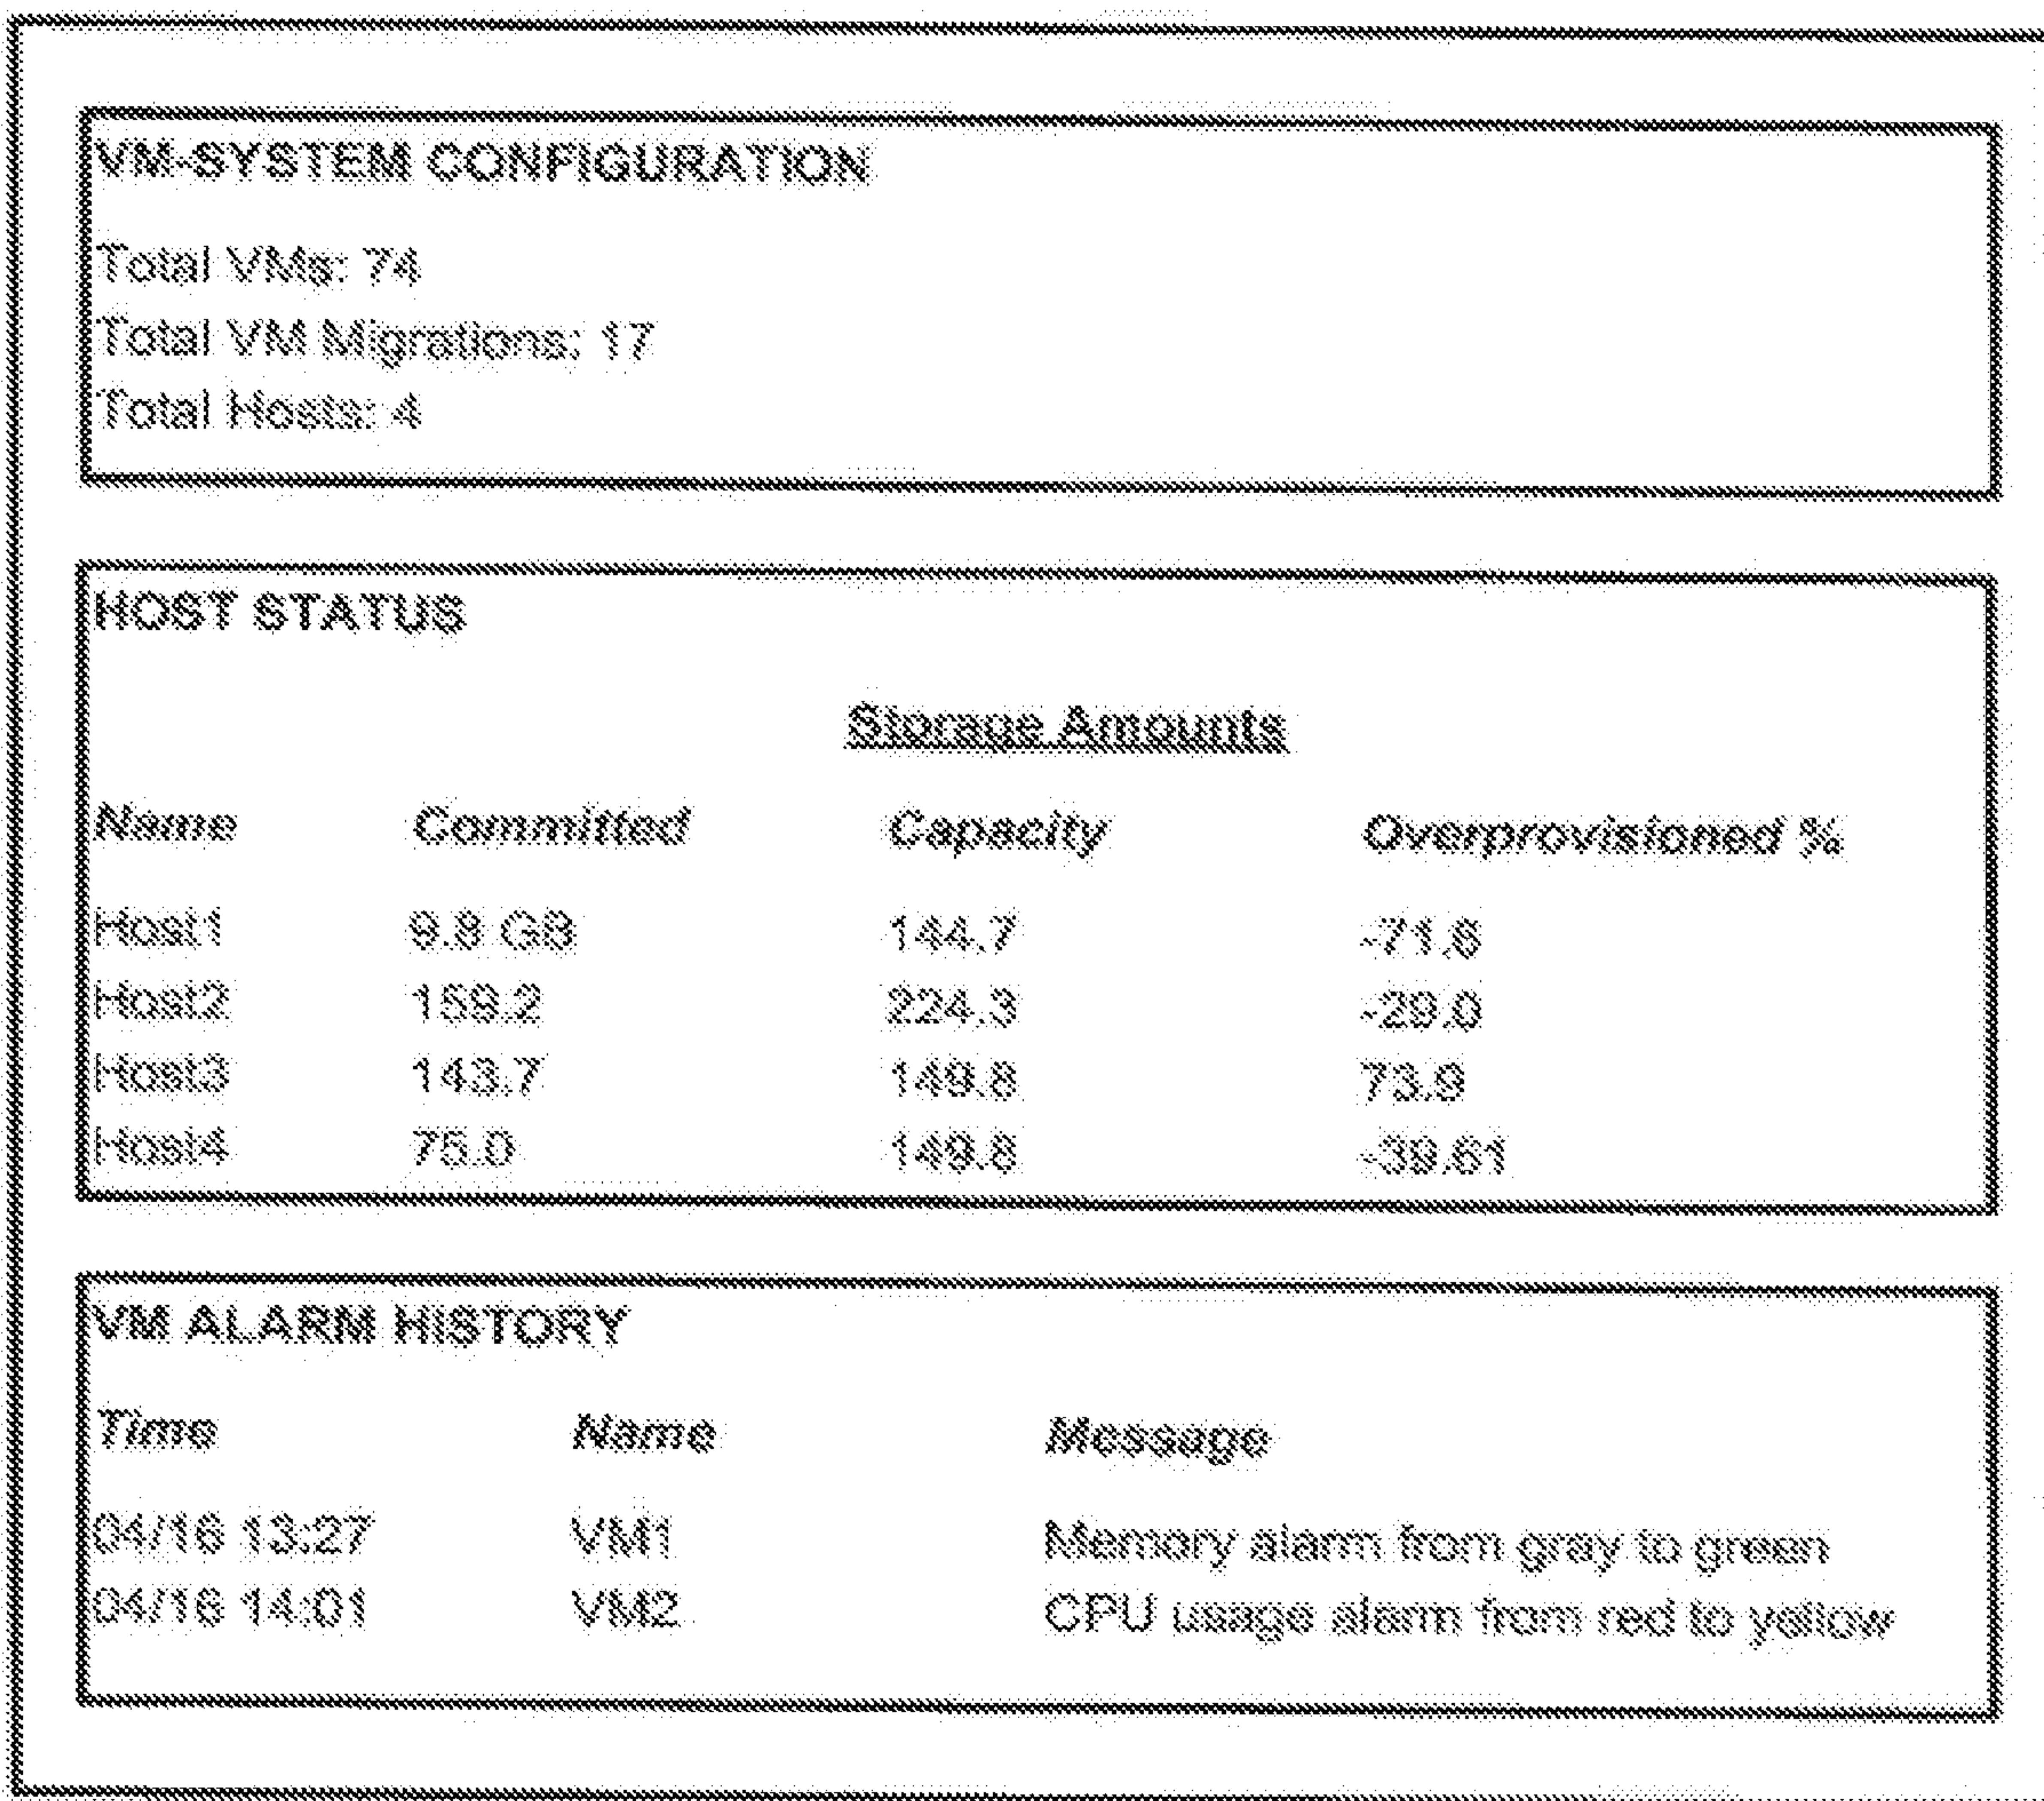 VM-SYSTEM CONFIGURATION
Total VMs: 74
Total VM Migrations: 17
Total Hosts: 4
HOST STATUS
Storage Amounts
Name Committed Capacity Overprovisioned %
Host1 9.8 GB 144.7 -71.6
Host2 159.2 224.3 -29.0
Host3 143.7 149.8 73.9
Host4 75.0 149.8 -39.61
VM ALARM HISTORY
Time Name Message
04/16 13:27 VM1 Memory alarm from gray to green
04/16 14:01 VM2 CPU usage alarm from red to yellow